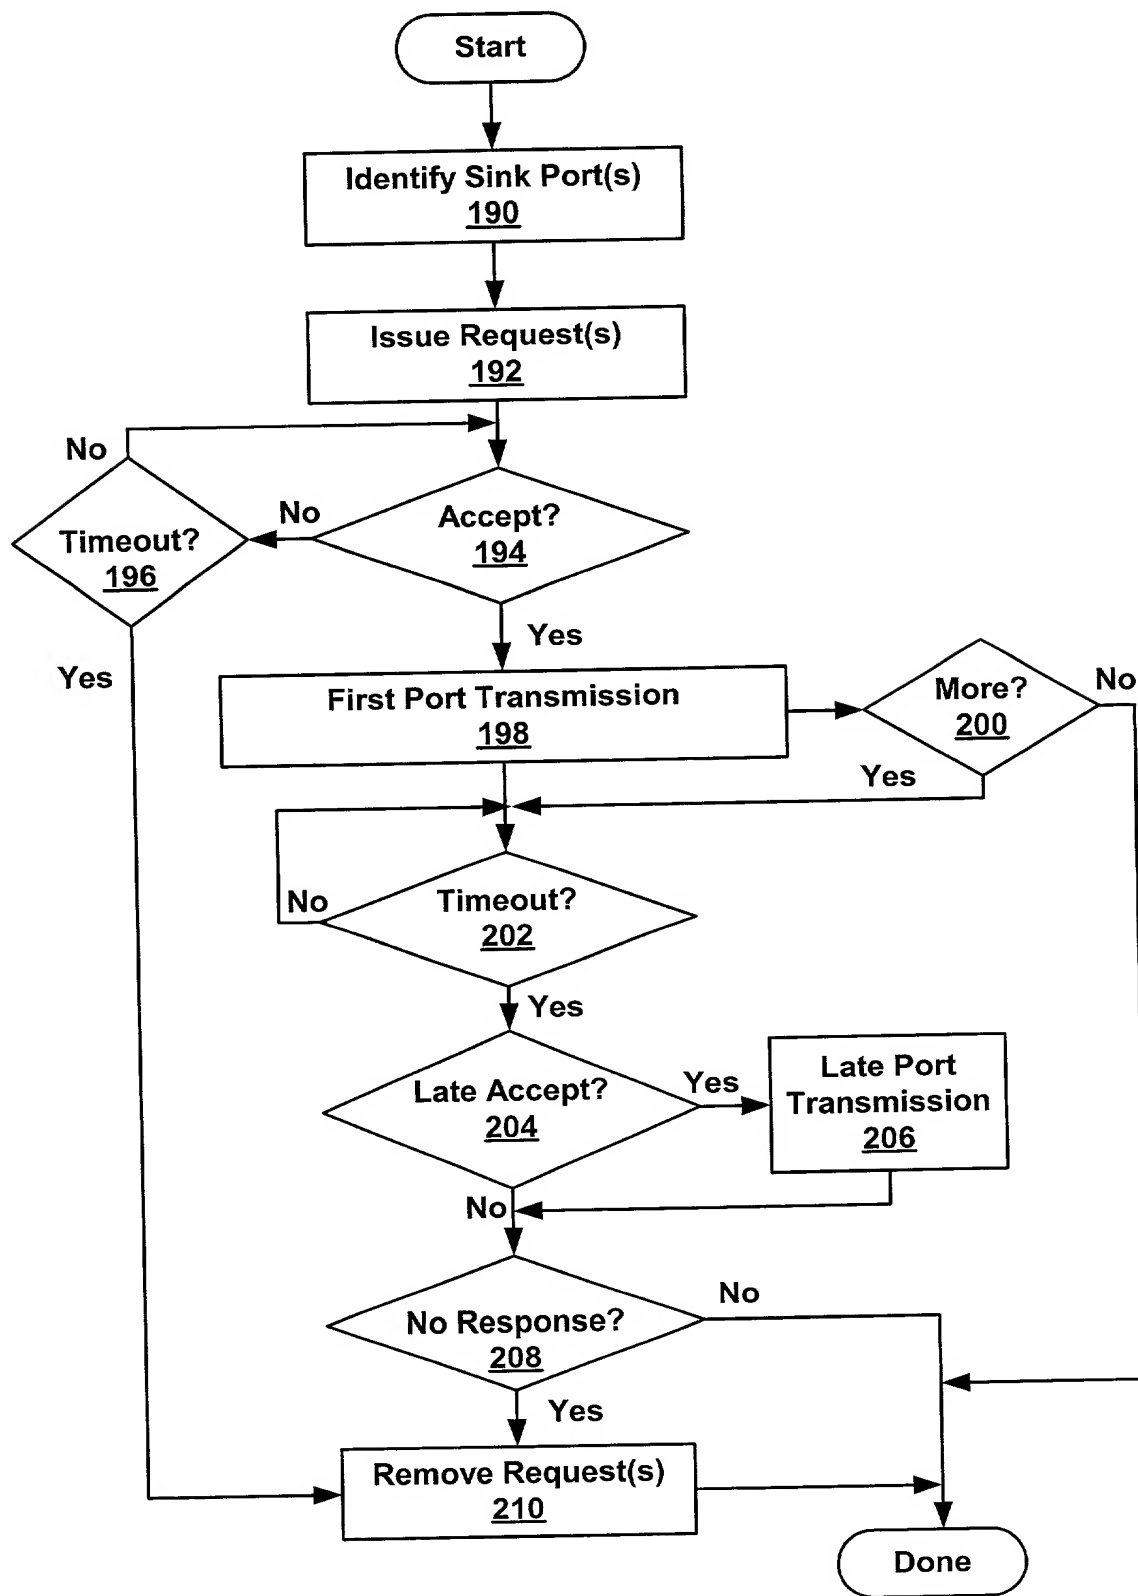 Start
Identify Sink Port(s)
190
Issue Request(s)
192
No
Timeout?
196
No
Accept?
194
Yes
Yes
First Port Transmission
198
More?
200
No
Yes
No
Timeout?
202
Yes
Late Accept?
204
Yes
Late Port
Transmission
206
No
No Response?
208
No
Yes
Remove Request(s)
210
Done